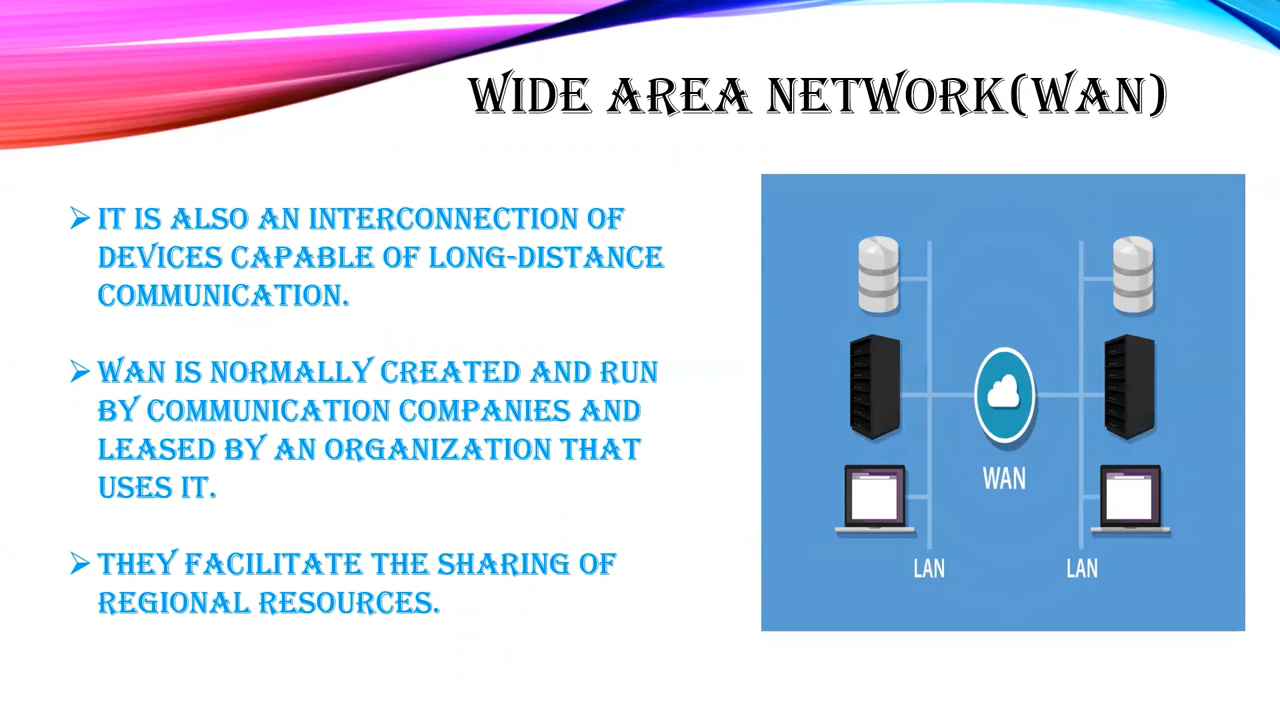 WIDE AREA NETWORK(WAN)
➢ IT IS ALSO AN INTERCONNECTION OF
DEVICES CAPABLE OF LONG-DISTANCE
COMMUNICATION.
➢ WAN IS NORMALLY CREATED AND RUN
BY COMMUNICATION COMPANIES AND
LEASED BY AN ORGANIZATION THAT
USES IT.
➢ THEY FACILITATE THE SHARING OF
REGIONAL RESOURCES.
WAN
LAN
LAN